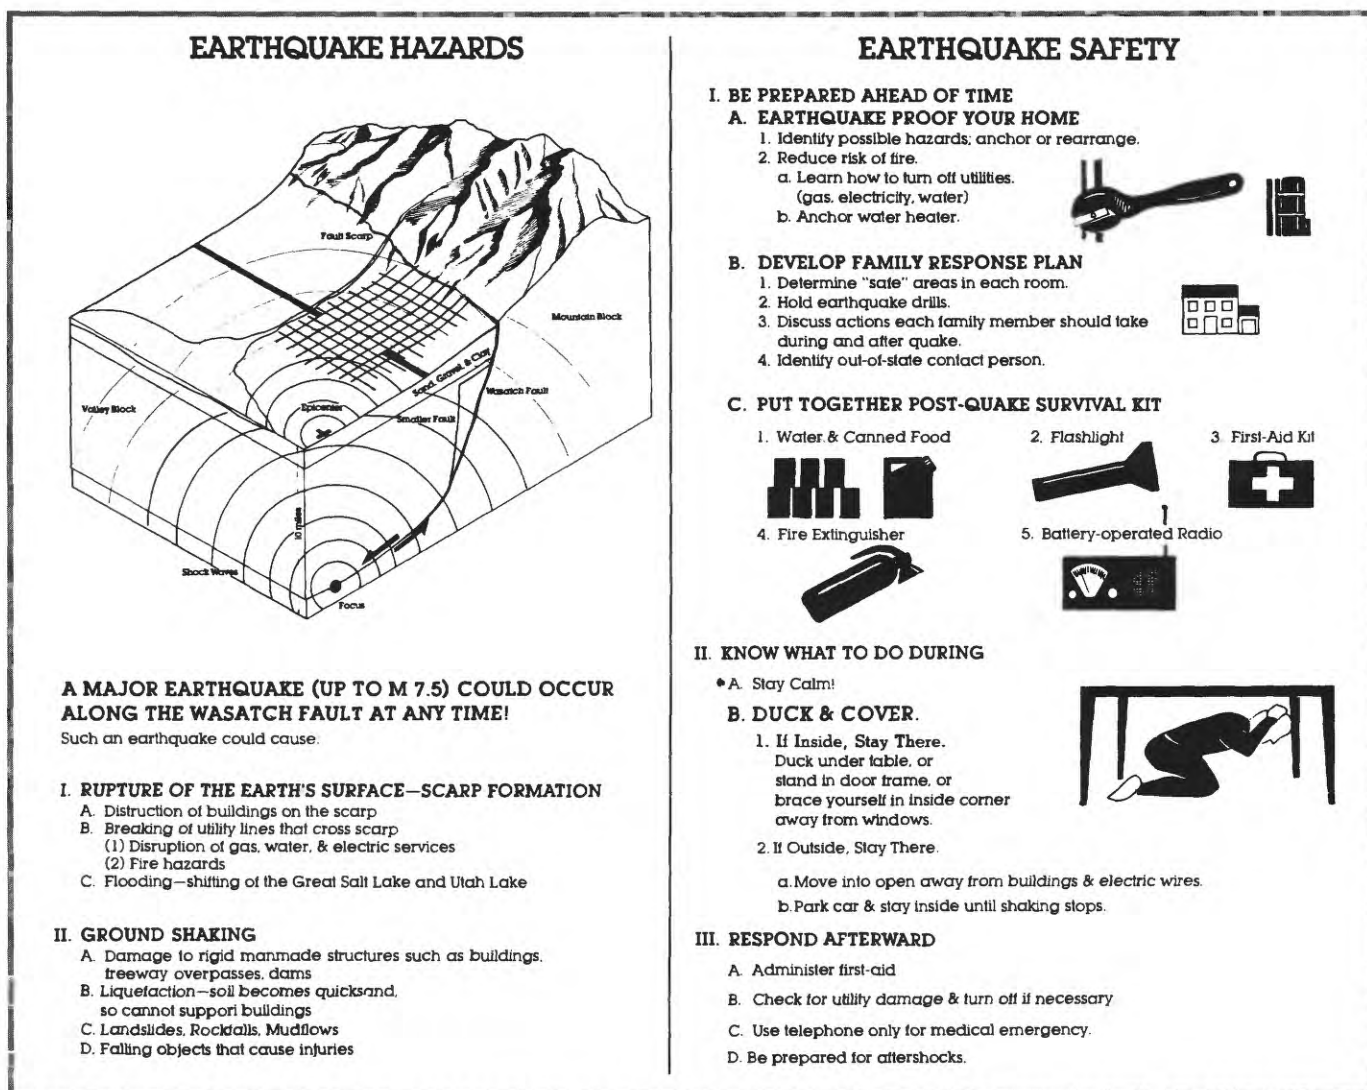 EARTHQUAKE HAZARDS
Fault Scarp
Mountain Block
Sand, Gravel, & Clay
Wasatch Fault
Valley Block
Epicenter
Smaller Fault
10 miles
Shock Waves
Focus
A MAJOR EARTHQUAKE (UP TO M 7.5) COULD OCCUR
ALONG THE WASATCH FAULT AT ANY TIME!
Such an earthquake could cause:
I. RUPTURE OF THE EARTH'S SURFACE—SCARP FORMATION
A. Distruction of buildings on the scarp
B. Breaking of utility lines that cross scarp
(1) Disruption of gas, water, & electric services
(2) Fire hazards
C. Flooding—shifting of the Great Salt Lake and Utah Lake
II. GROUND SHAKING
A. Damage to rigid manmade structures such as buildings,
freeway overpasses, dams
B. Liquefaction—soil becomes quicksand,
so cannot support buildings
C. Landslides, Rockfalls, Mudflows
D. Falling objects that cause injuries
EARTHQUAKE SAFETY
I. BE PREPARED AHEAD OF TIME
A. EARTHQUAKE PROOF YOUR HOME
1. Identify possible hazards; anchor or rearrange.
2. Reduce risk of fire.
a. Learn how to turn off utilities.
(gas, electricity, water)
b. Anchor water heater.
B. DEVELOP FAMILY RESPONSE PLAN
1. Determine "safe" areas in each room.
2. Hold earthquake drills.
3. Discuss actions each family member should take
during and after quake.
4. Identify out-of-state contact person.
C. PUT TOGETHER POST-QUAKE SURVIVAL KIT
1. Water & Canned Food
2. Flashlight
3. First-Aid Kit
4. Fire Extinguisher
5. Battery-operated Radio
II. KNOW WHAT TO DO DURING
A. Stay Calm!
B. DUCK & COVER.
1. If Inside, Stay There.
Duck under table, or
stand in door frame, or
brace yourself in inside corner
away from windows.
2. If Outside, Stay There.
a. Move into open away from buildings & electric wires.
b. Park car & stay inside until shaking stops.
III. RESPOND AFTERWARD
A. Administer first-aid
B. Check for utility damage & turn off if necessary
C. Use telephone only for medical emergency.
D. Be prepared for aftershocks.